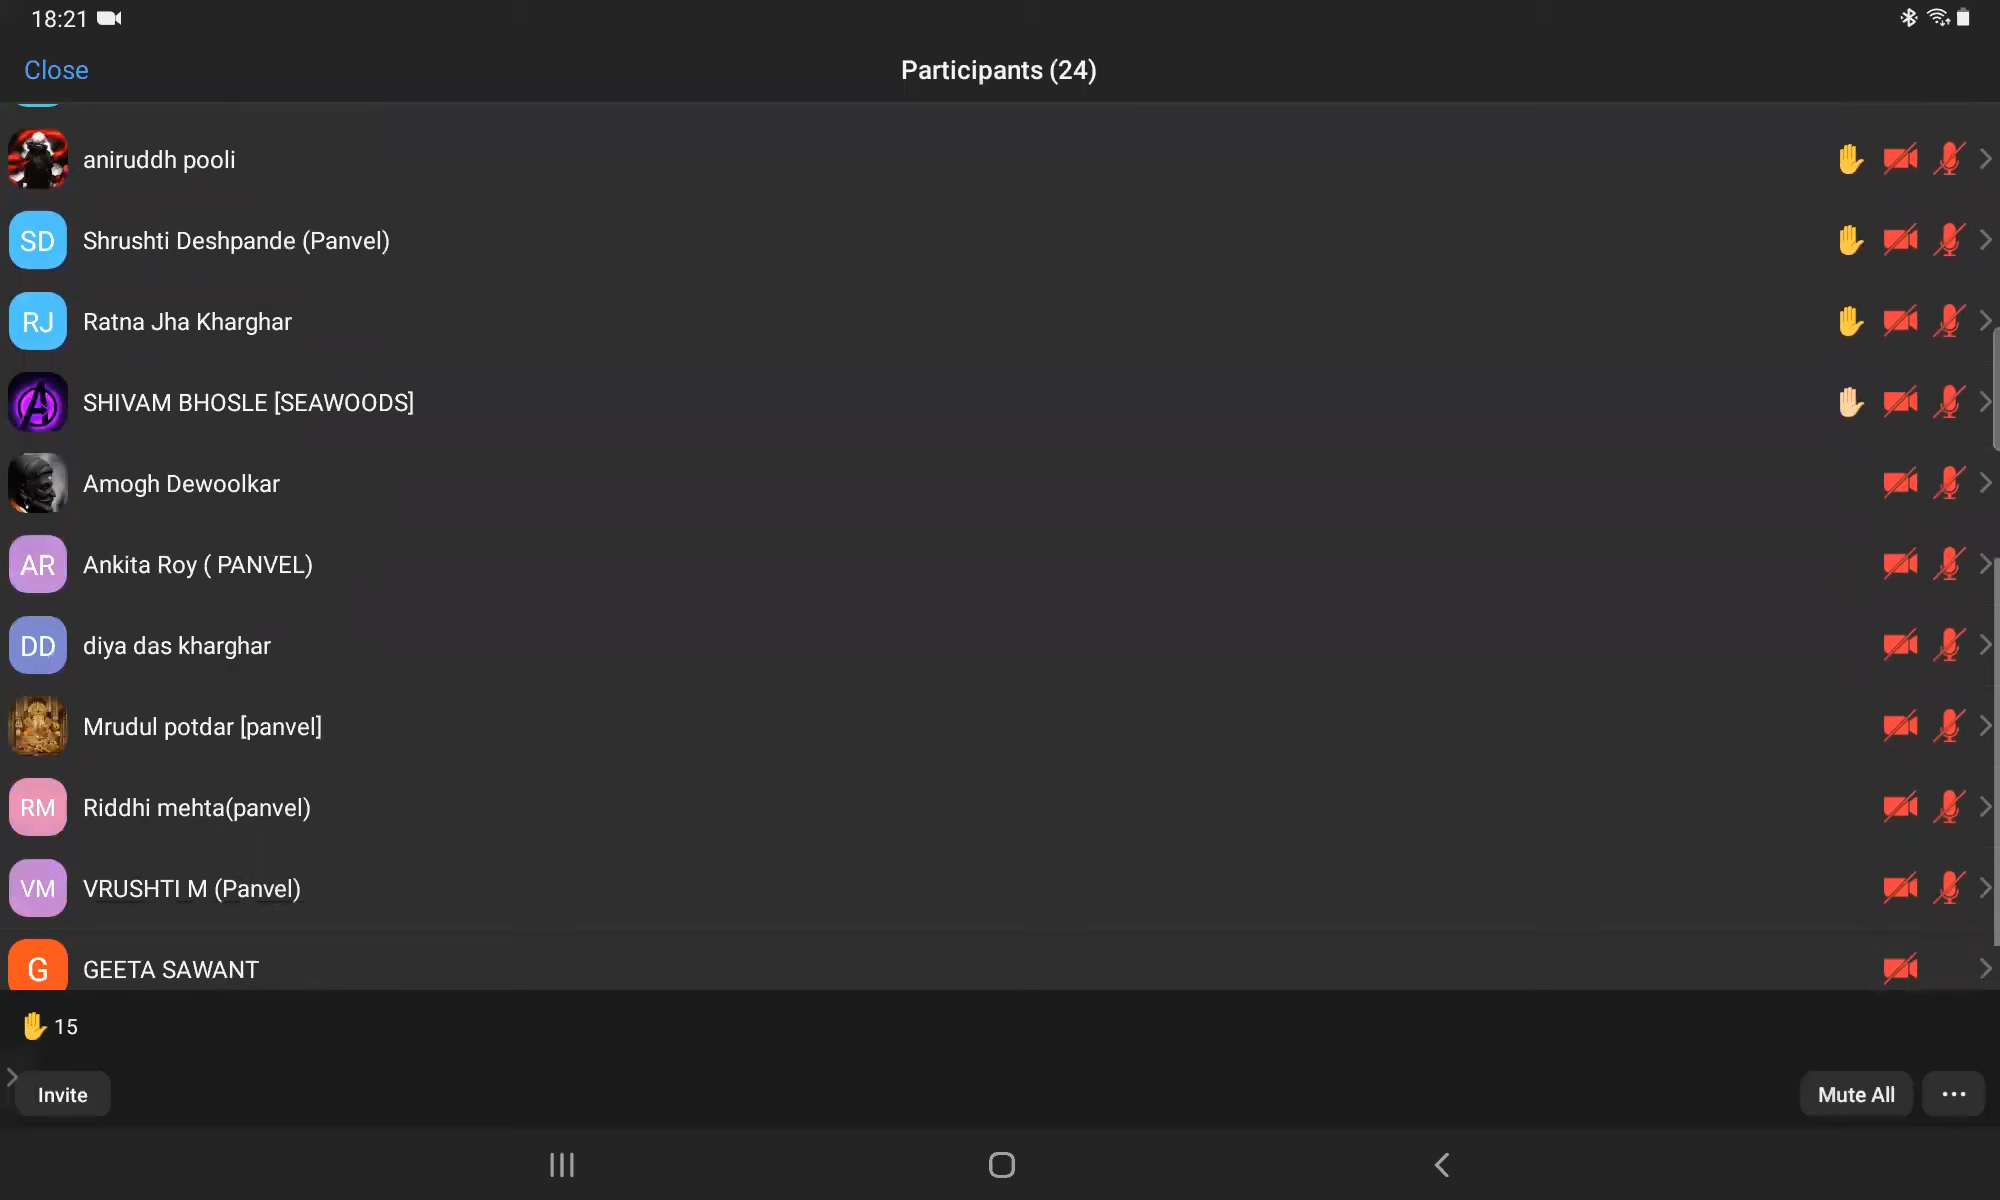 18:21
Close
Participants (24)
aniruddh pooli
SD Shrushti Deshpande (Panvel)
RJ Ratna Jha Kharghar
SHIVAM BHOSLE [SEAWOODS]
Amogh Dewoolkar
AR Ankita Roy ( PANVEL)
DD diya das kharghar
Mrudul potdar [panvel]
RM Riddhi mehta(panvel)
VM VRUSHTI M (Panvel)
G GEETA SAWANT
15
Invite
Mute All